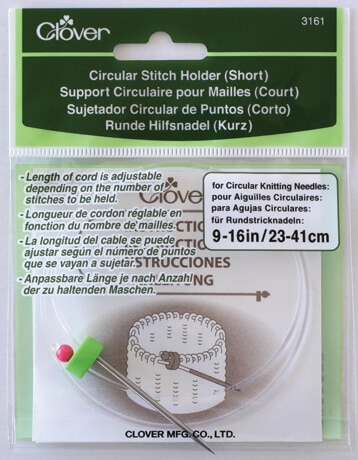 Clover
3161
Circular Stitch Holder (Short)
Support Circulaire pour Mailles (Court)
Sujetador Circular de Puntos (Corto)
Runde Hilfsnadel (Kurz)
- Length of cord is adjustable
depending on the number of
stitches to be held.
- Longueur de cordon réglable en
fonction du nombre de mailles.
- La longitud del cable se puede
ajustar según el número de puntos
que se vayan a sujetar.
- Anpassbare Länge je nach Anzahl
der zu haltenden Maschen.
Clover
for Circular Knitting Needles:
pour Aiguilles Circulaires:
para Agujas Circulares:
für Rundstricknadeln:
9-16in/23-41cm
CLOVER MFG.CO., LTD.